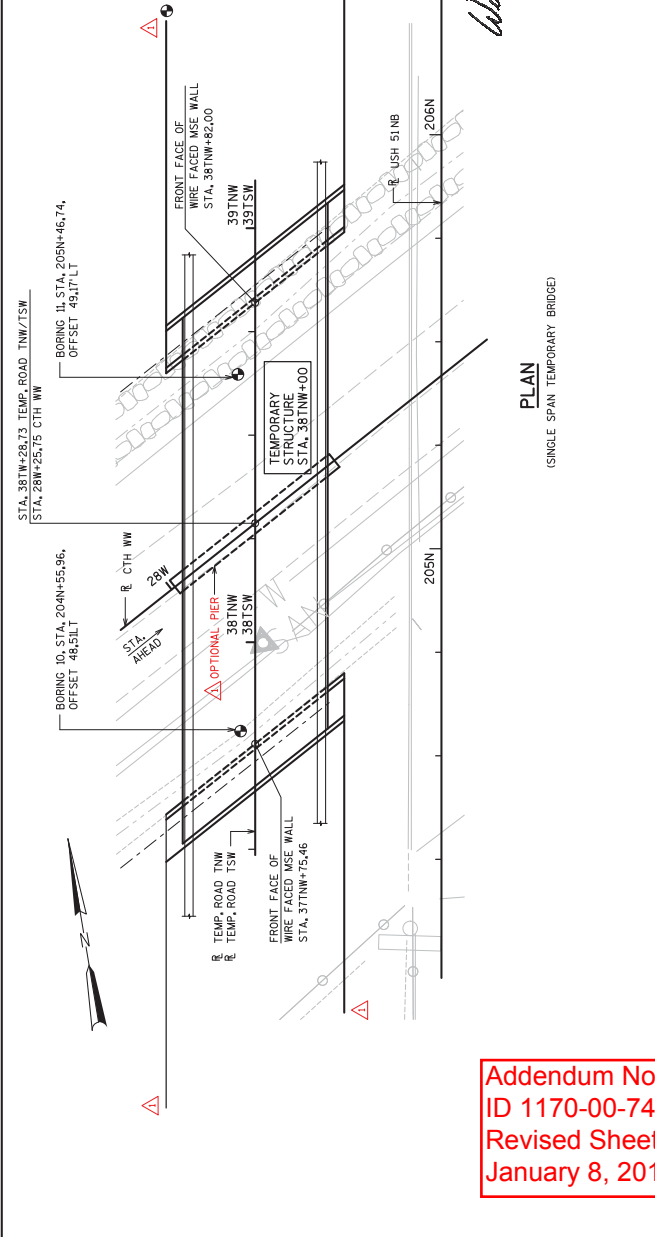 STA. 38TW+28.73 TEMP. ROAD TNW/TSW
STA. 28W+25.75 CTH WW
BORING 10, STA. 204N+55.96,
OFFSET 48.51LT
BORING 11, STA. 205N+46.74,
OFFSET 49.17' LT
FRONT FACE OF
WIRE FACED MSE WALL
STA. 38TNW+82.00
1
1
1
℞ CTH WW
28W
STA.
AHEAD
1 OPTIONAL PIER
38TNW
38TSW
39TNW
39TSW
TEMPORARY
STRUCTURE
STA. 38TNW+00
W
SAN
N
℞ TEMP. ROAD TNW
℞ TEMP. ROAD TSW
FRONT FACE OF
WIRE FACED MSE WALL
STA. 37TNW+75.46
℞ USH 51 NB
205N
206N
PLAN
(SINGLE SPAN TEMPORARY BRIDGE)
Addendum No
ID 1170-00-74
Revised Sheet
January 8, 201